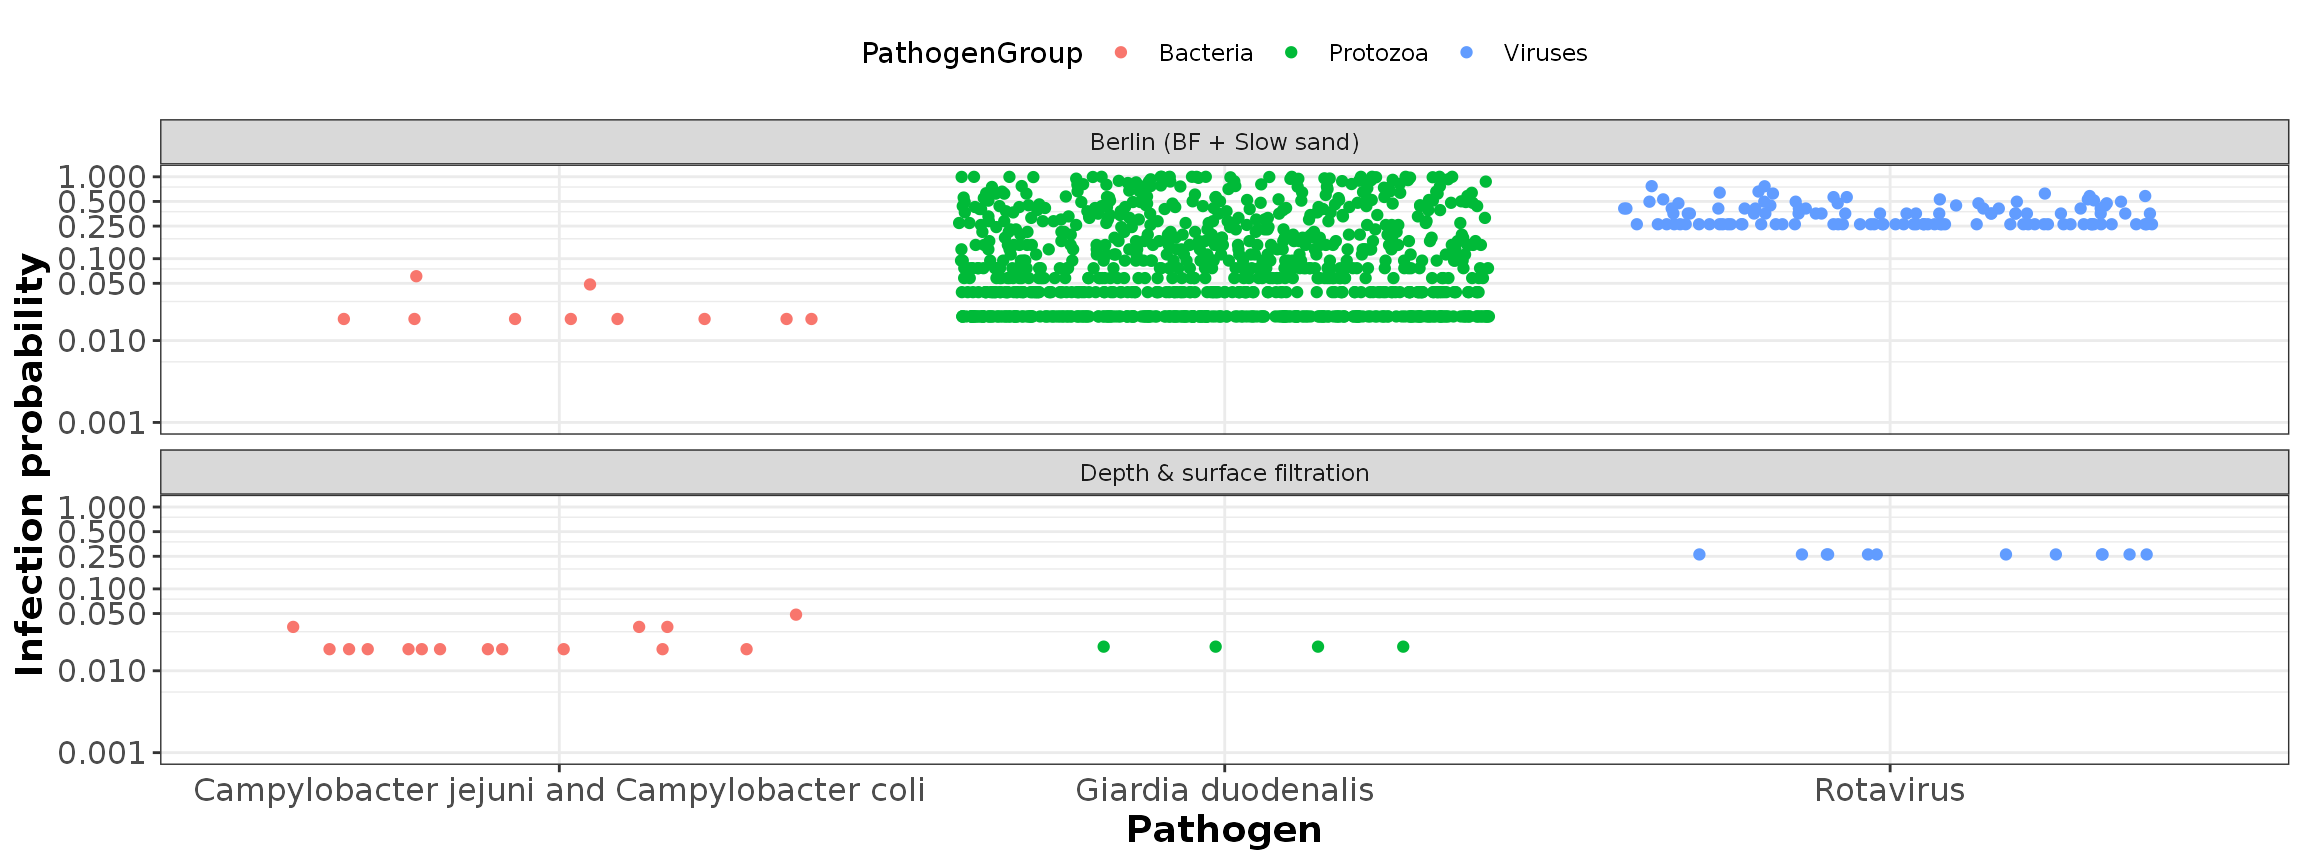 PathogenGroup Bacteria Protozoa Viruses
Berlin (BF + Slow sand)
1.000
0.500
0.250
0.100
0.050
0.010
0.001
Infection probability
Depth & surface filtration
1.000
0.500
0.250
0.100
0.050
0.010
0.001
Campylobacter jejuni and Campylobacter coli Giardia duodenalis Rotavirus
Pathogen